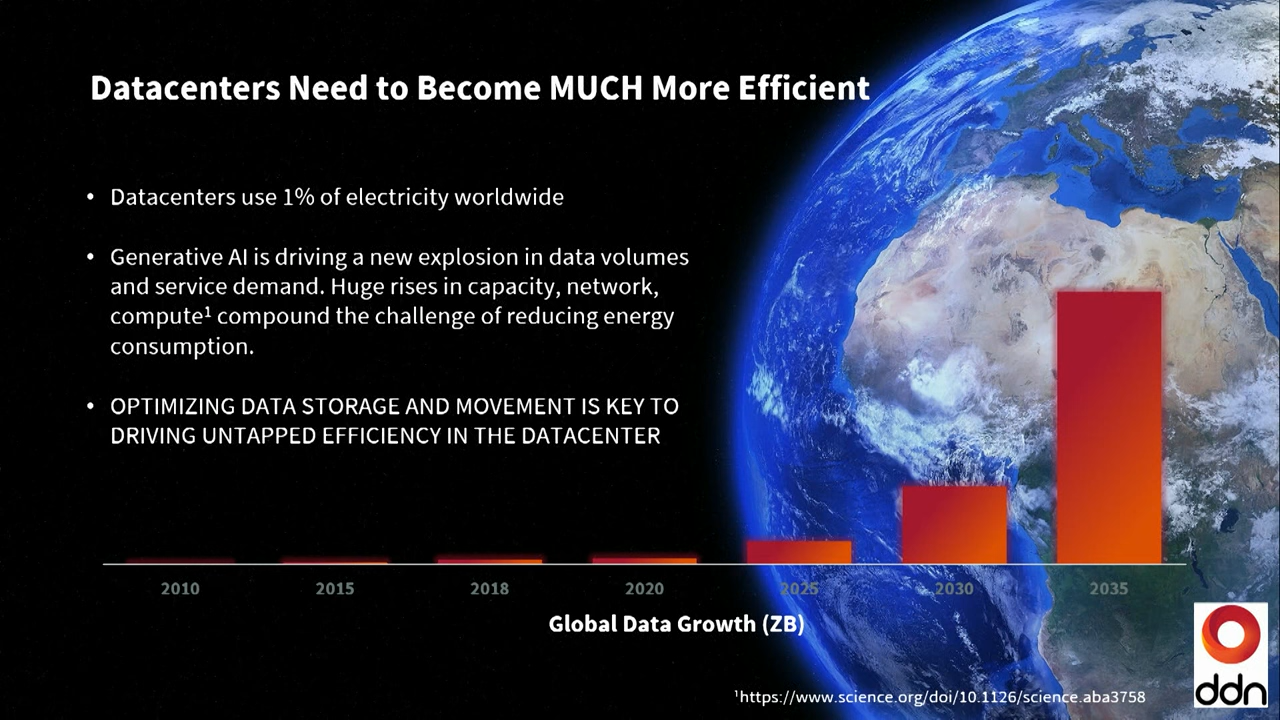 Datacenters Need to Become MUCH More Efficient
• Datacenters use 1% of electricity worldwide
• Generative AI is driving a new explosion in data volumes
and service demand. Huge rises in capacity, network,
compute¹ compound the challenge of reducing energy
consumption.
• OPTIMIZING DATA STORAGE AND MOVEMENT IS KEY TO
DRIVING UNTAPPED EFFICIENCY IN THE DATACENTER
2010 2015 2018 2020 2025 2030 2035
Global Data Growth (ZB)
¹https://www.science.org/doi/10.1126/science.aba3758
ddn